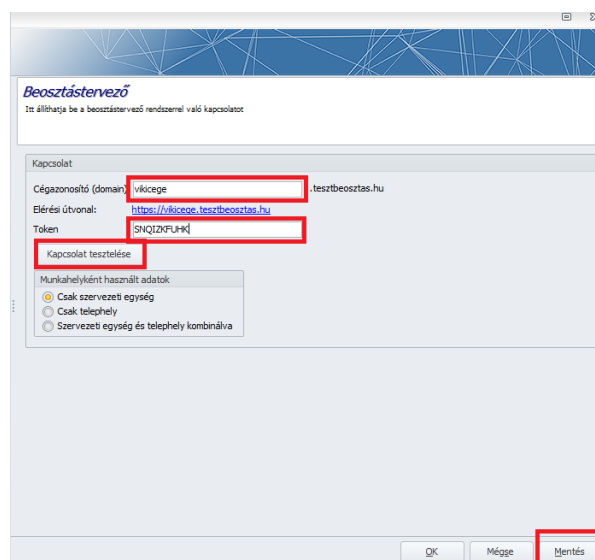 Beosztástervező
Itt állíthatja be a beosztástervező rendszerrel való kapcsolatot
Kapcsolat
Cégazonosító (domain) vikicege .tesztbeosztas.hu
Elérési útvonal: https://vikicege.tesztbeosztas.hu
Token SNQIZKFUHK
Kapcsolat tesztelése
Munkahelyként használt adatok
Csak szervezeti egység
Csak telephely
Szervezeti egység és telephely kombinálva
OK Mégse Mentés